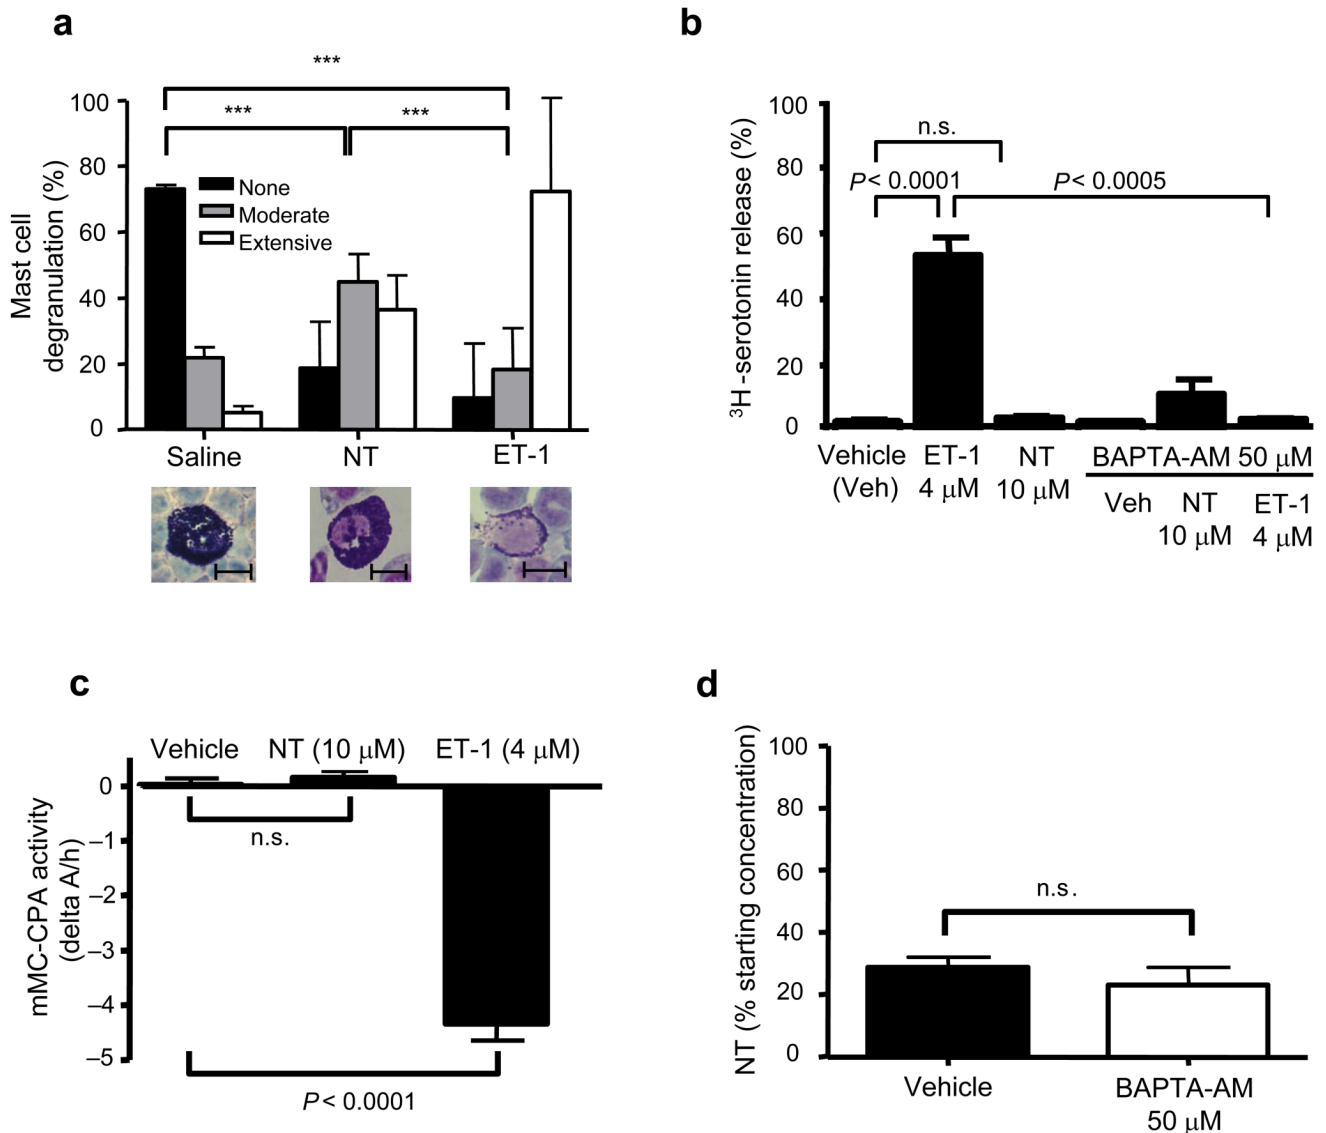 a
***
***
***
100
80
60
40
20
0
Mast cell
degranulation (%)
None
Moderate
Extensive
Saline
NT
ET-1
b
100
80
60
40
20
0
³H-serotonin release (%)
n.s.
P< 0.0001
P< 0.0005
Vehicle
(Veh)
ET-1
4 μM
NT
10 μM
BAPTA-AM 50 μM
Veh
NT
10 μM
ET-1
4 μM
c
Vehicle
NT (10 μM)
ET-1 (4 μM)
0
–1
–2
–3
–4
–5
mMC-CPA activity
(delta A/h)
n.s.
P< 0.0001
d
100
80
60
40
20
0
NT (% starting concentration)
n.s.
Vehicle
BAPTA-AM
50 μM